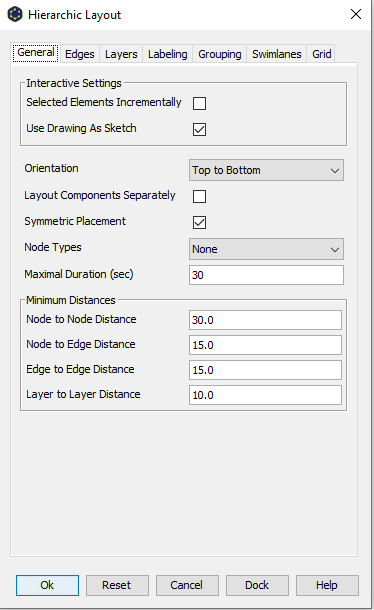 Hierarchic Layout
General Edges Layers Labeling Grouping Swimlanes Grid
Interactive Settings
Selected Elements Incrementally
Use Drawing As Sketch
Orientation Top to Bottom
Layout Components Separately
Symmetric Placement
Node Types None
Maximal Duration (sec) 30
Minimum Distances
Node to Node Distance 30.0
Node to Edge Distance 15.0
Edge to Edge Distance 15.0
Layer to Layer Distance 10.0
Ok Reset Cancel Dock Help